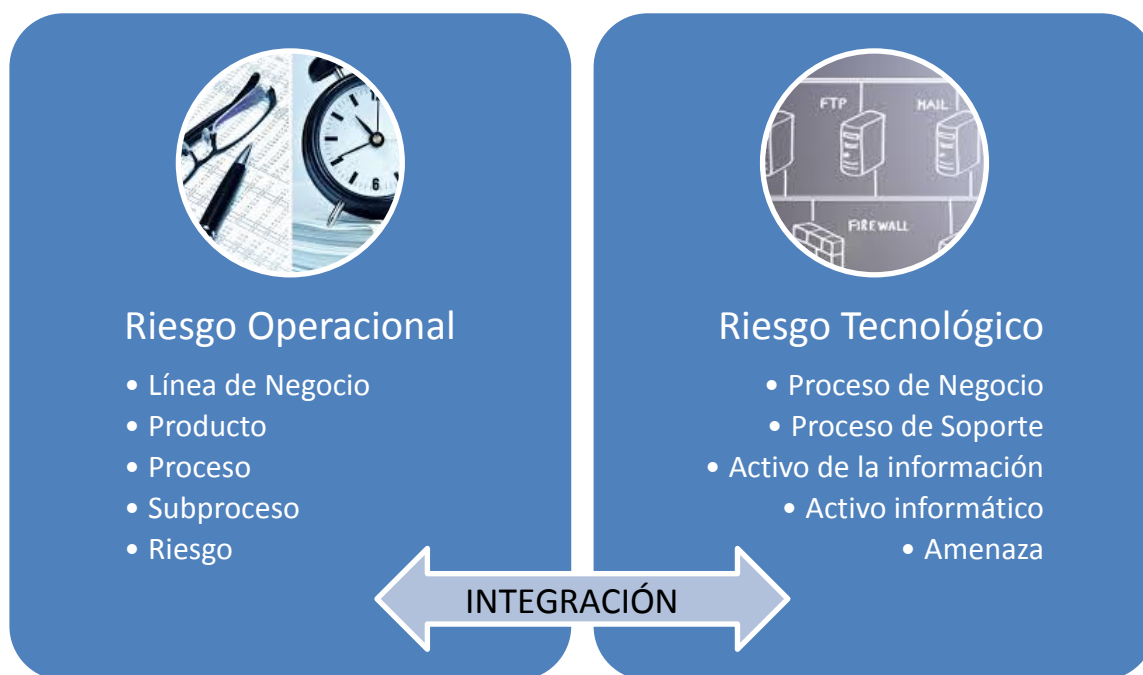 Riesgo Operacional
• Línea de Negocio
• Producto
• Proceso
• Subproceso
• Riesgo
FTP
MAIL
FIREWALL
Riesgo Tecnológico
• Proceso de Negocio
• Proceso de Soporte
• Activo de la información
• Activo informático
• Amenaza
INTEGRACIÓN